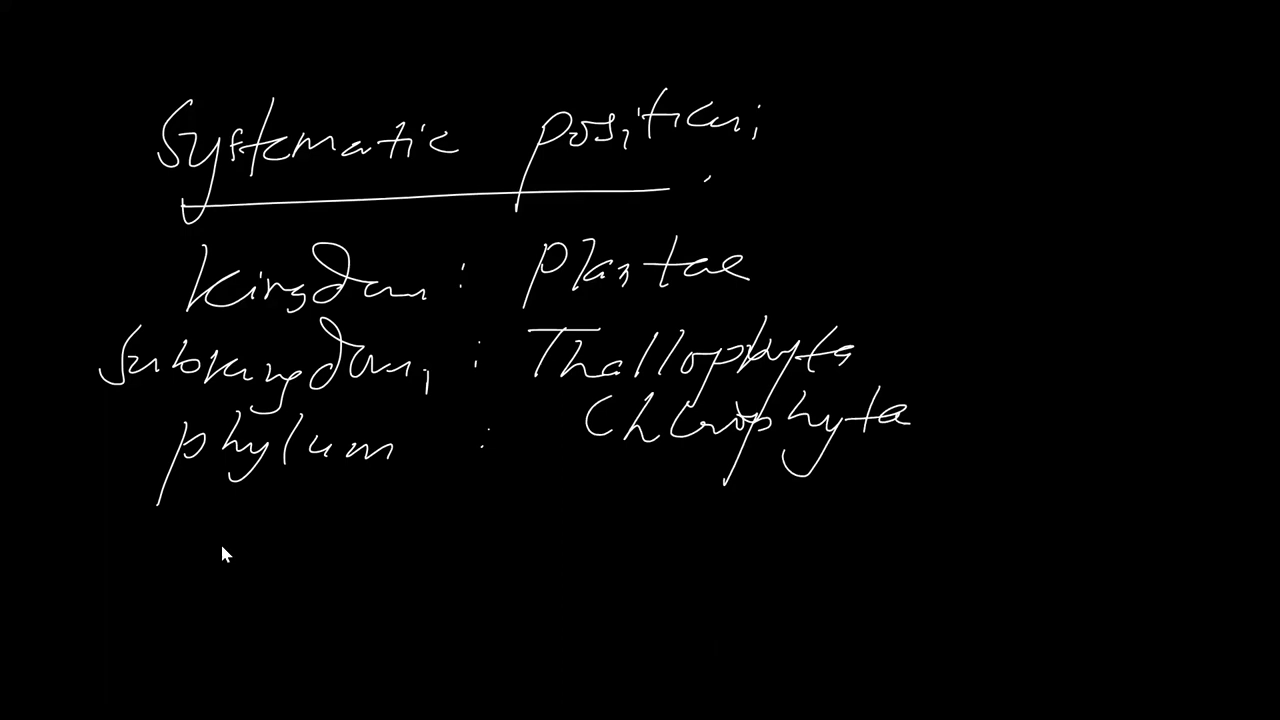 Systematic position:
Kingdom : Plantae
Subkingdom : Thallophyta
phylum : Chlorophyta